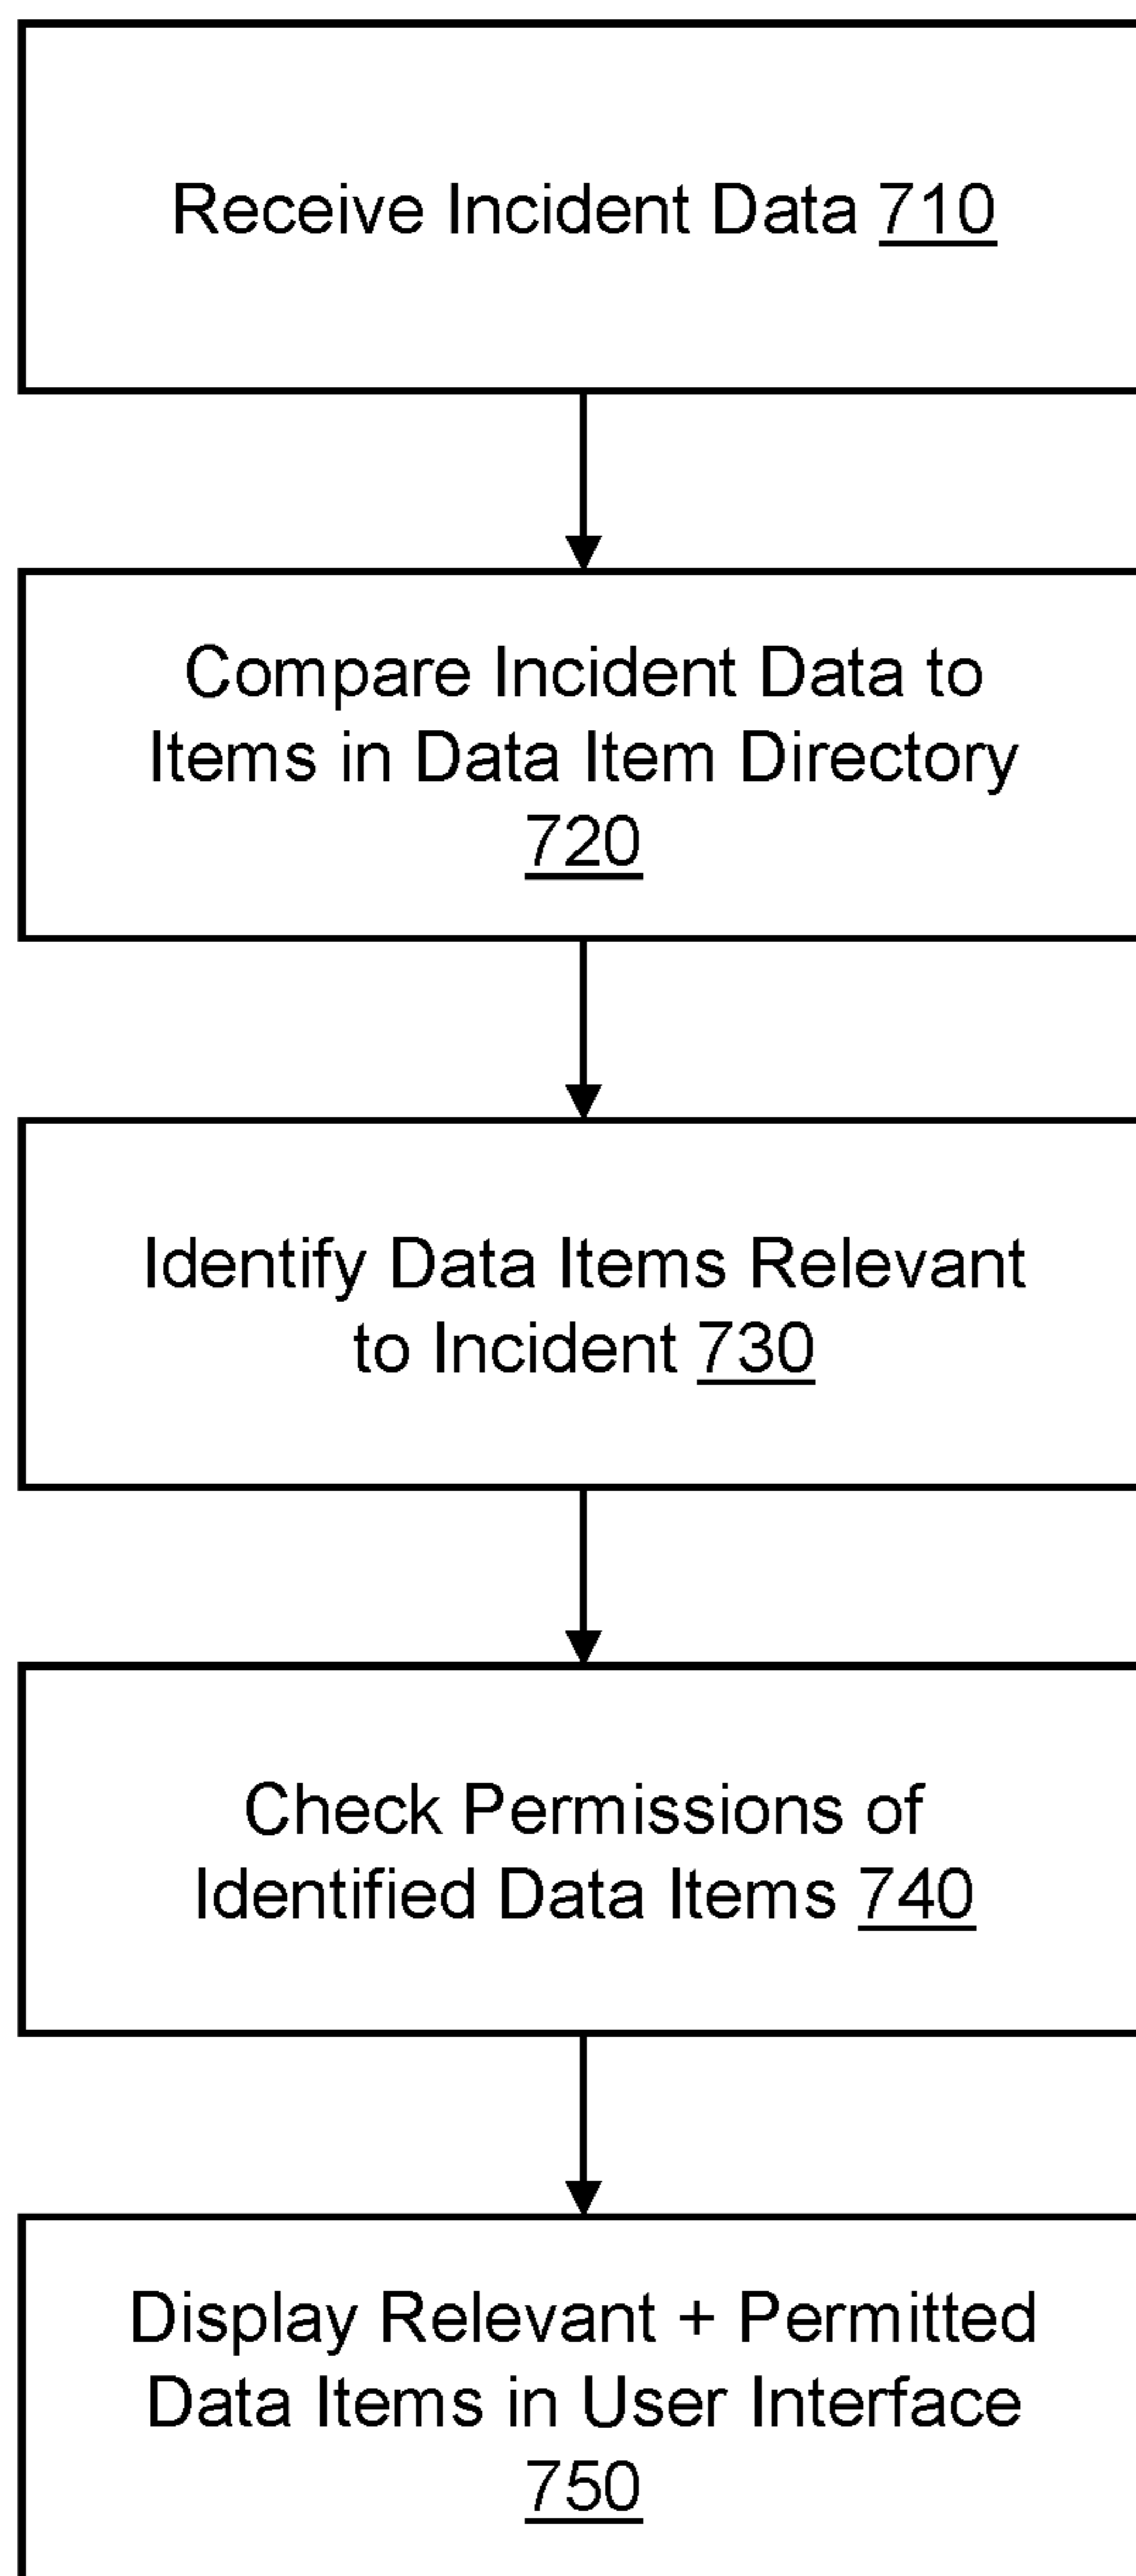 Receive Incident Data 710
Compare Incident Data to
Items in Data Item Directory
720
Identify Data Items Relevant
to Incident 730
Check Permissions of
Identified Data Items 740
Display Relevant + Permitted
Data Items in User Interface
750